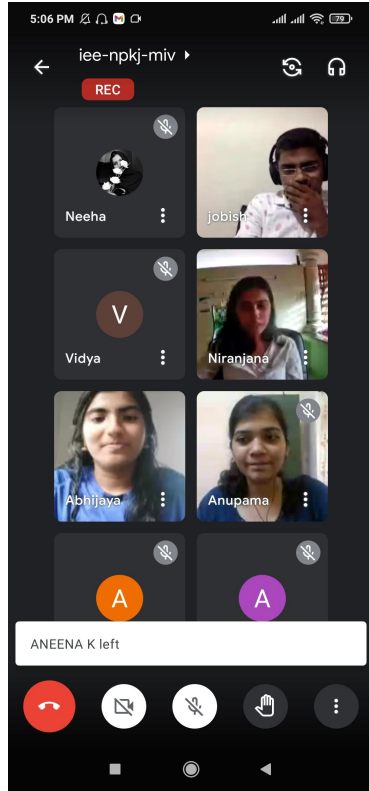 5:06 PM
79
iee-npkj-miv
REC
Neeha
jobish
V
Vidya
Niranjana
Abhijaya
Anupama
A
A
ANEENA K left